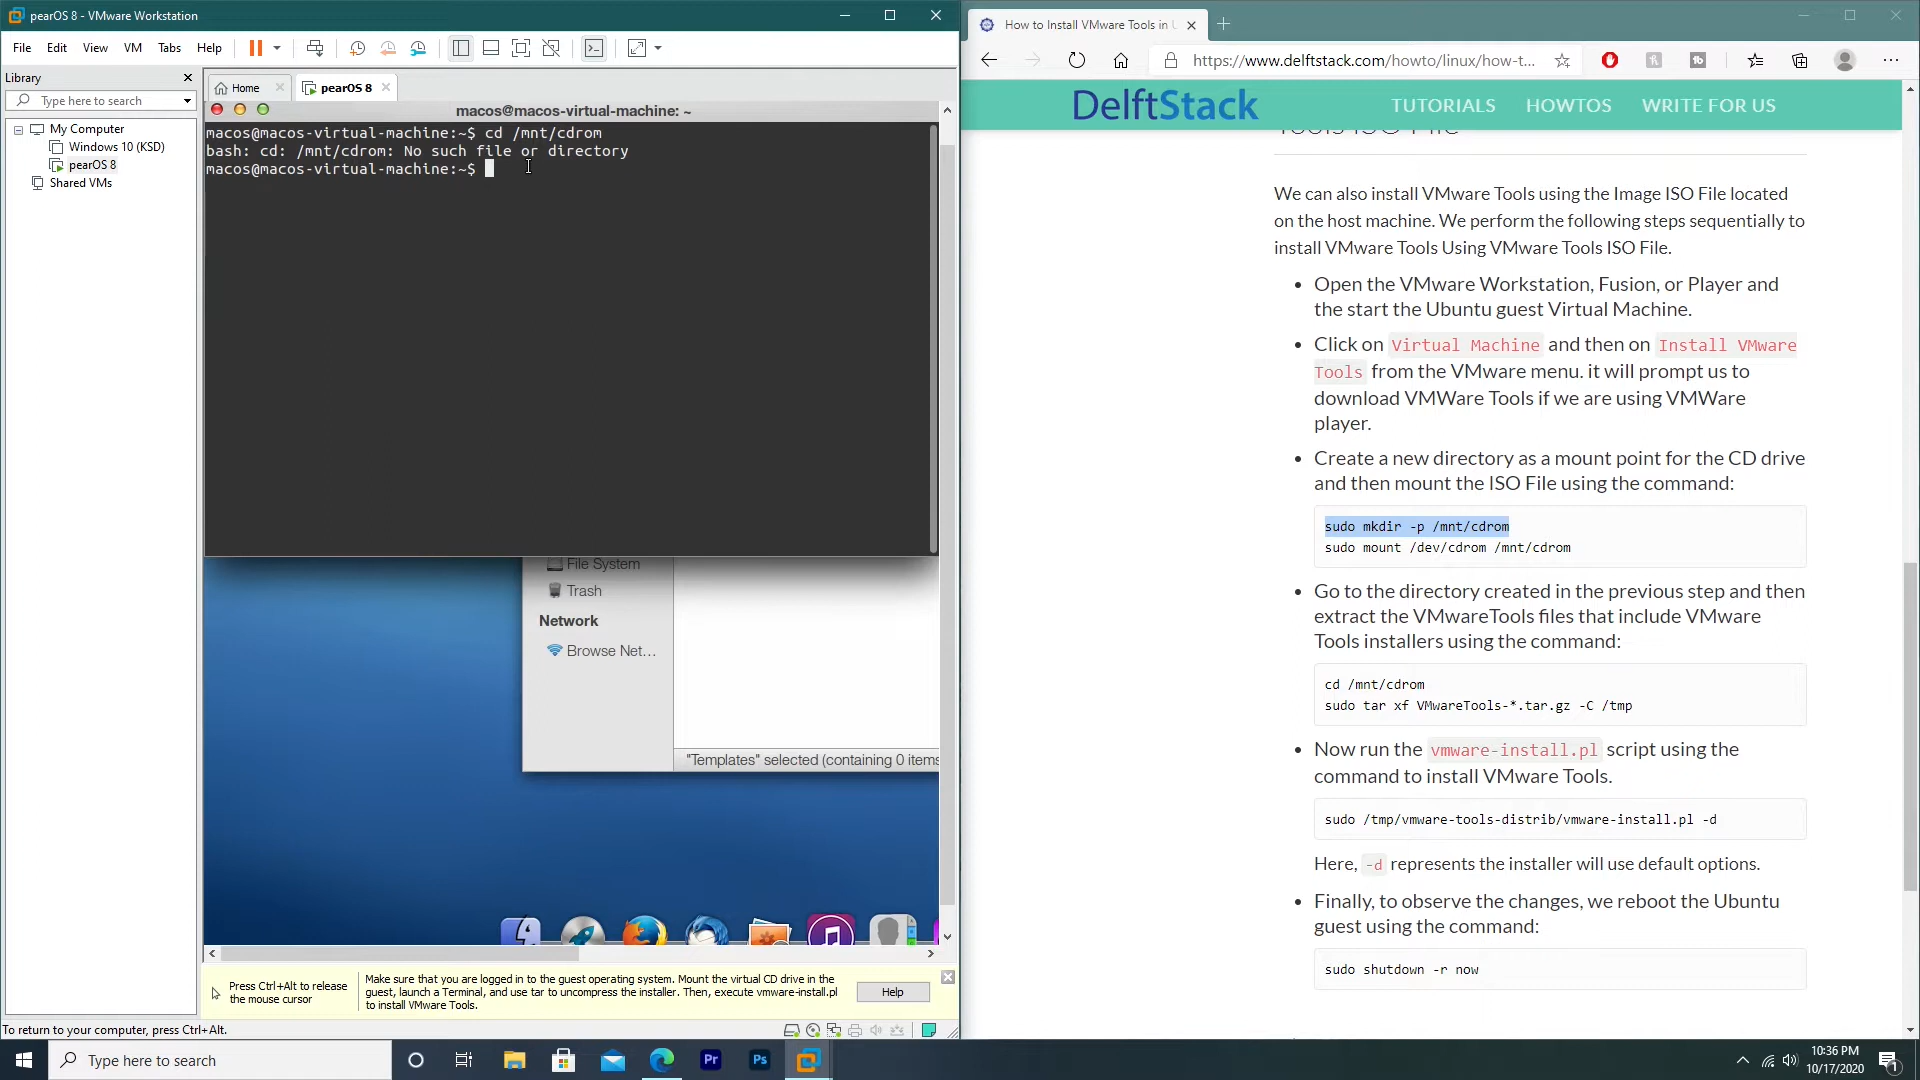 pearOS 8 - VMware Workstation
File Edit View VM Tabs Help
Library
Type here to search
My Computer
Windows 10 (KSD)
pearOS 8
Shared VMs
Home
pearOS 8
macos@macos-virtual-machine: ~
macos@macos-virtual-machine:~$ cd /mnt/cdrom
bash: cd: /mnt/cdrom: No such file or directory
macos@macos-virtual-machine:~$
File System
Trash
Network
Browse Net...
"Templates" selected (containing 0 items
Press Ctrl+Alt to release
the mouse cursor
Make sure that you are logged in to the guest operating system. Mount the virtual CD drive in the
guest, launch a Terminal, and use tar to uncompress the installer. Then, execute vmware-install.pl
to install VMware Tools.
Help
To return to your computer, press Ctrl+Alt.
How to Install VMware Tools in U
https://www.delftstack.com/howto/linux/how-t...
DelftStack
TUTORIALS HOWTOS WRITE FOR US
Tools ISO File
We can also install VMware Tools using the Image ISO File located
on the host machine. We perform the following steps sequentially to
install VMware Tools Using VMware Tools ISO File.
• Open the VMware Workstation, Fusion, or Player and
the start the Ubuntu guest Virtual Machine.
• Click on Virtual Machine and then on Install VMware
Tools from the VMware menu. it will prompt us to
download VMWare Tools if we are using VMWare
player.
• Create a new directory as a mount point for the CD drive
and then mount the ISO File using the command:
sudo mkdir -p /mnt/cdrom
sudo mount /dev/cdrom /mnt/cdrom
• Go to the directory created in the previous step and then
extract the VMwareTools files that include VMware
Tools installers using the command:
cd /mnt/cdrom
sudo tar xf VMwareTools-*.tar.gz -C /tmp
• Now run the vmware-install.pl script using the
command to install VMware Tools.
sudo /tmp/vmware-tools-distrib/vmware-install.pl -d
Here, -d represents the installer will use default options.
• Finally, to observe the changes, we reboot the Ubuntu
guest using the command:
sudo shutdown -r now
Type here to search
Pr
Ps
10:36 PM
10/17/2020
1